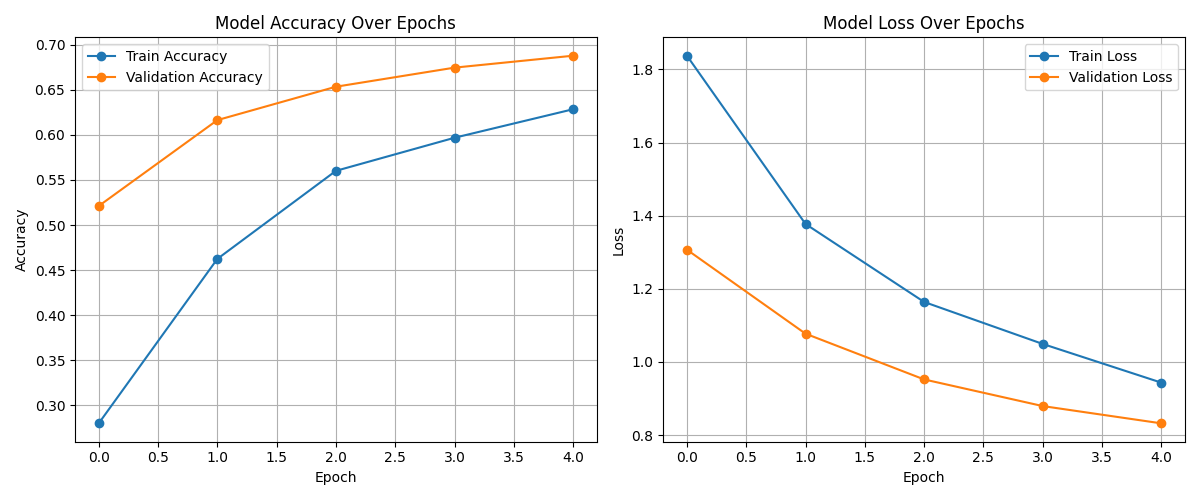 Model Accuracy Over Epochs
Train Accuracy
Validation Accuracy
0.70
0.65
0.60
0.55
0.50
0.45
0.40
0.35
0.30
Accuracy
0.0 0.5 1.0 1.5 2.0 2.5 3.0 3.5 4.0
Epoch
Model Loss Over Epochs
Train Loss
Validation Loss
1.8
1.6
1.4
1.2
1.0
0.8
Loss
0.0 0.5 1.0 1.5 2.0 2.5 3.0 3.5 4.0
Epoch